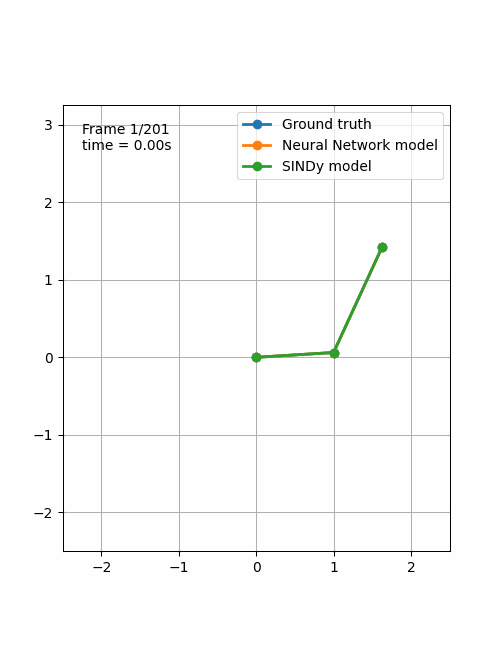 Frame 1/201
time = 0.00s
Ground truth
Neural Network model
SINDy model
3
2
1
0
−1
−2
−2
−1
0
1
2